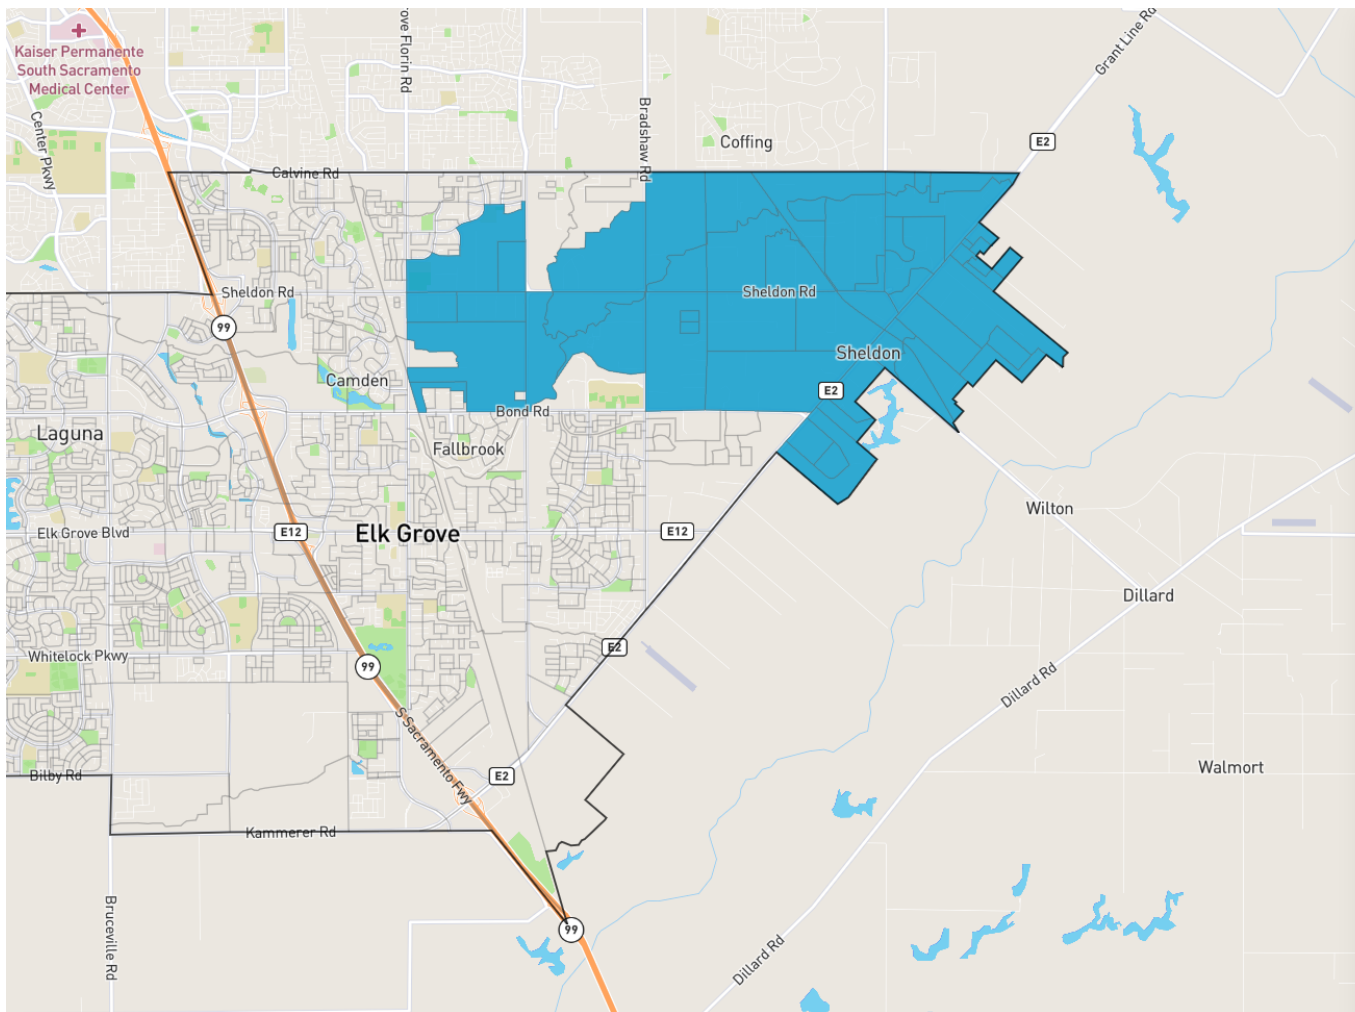 Kaiser Permanente
South Sacramento
Medical Center
Center Pkwy
ove Florin Rd
Bradshaw Rd
Grant Line Rd
Coffing
E2
Calvine Rd
Sheldon Rd
Sheldon Rd
99
Sheldon
Camden
E2
Bond Rd
Laguna
Fallbrook
Wilton
Elk Grove Blvd
E12
Elk Grove
E12
Dillard
E2
Whitelock Pkwy
99
Dillard Rd
S Sacramento Fwy
Bilby Rd
E2
Walmort
Kammerer Rd
Bruceville Rd
99
Dillard Rd